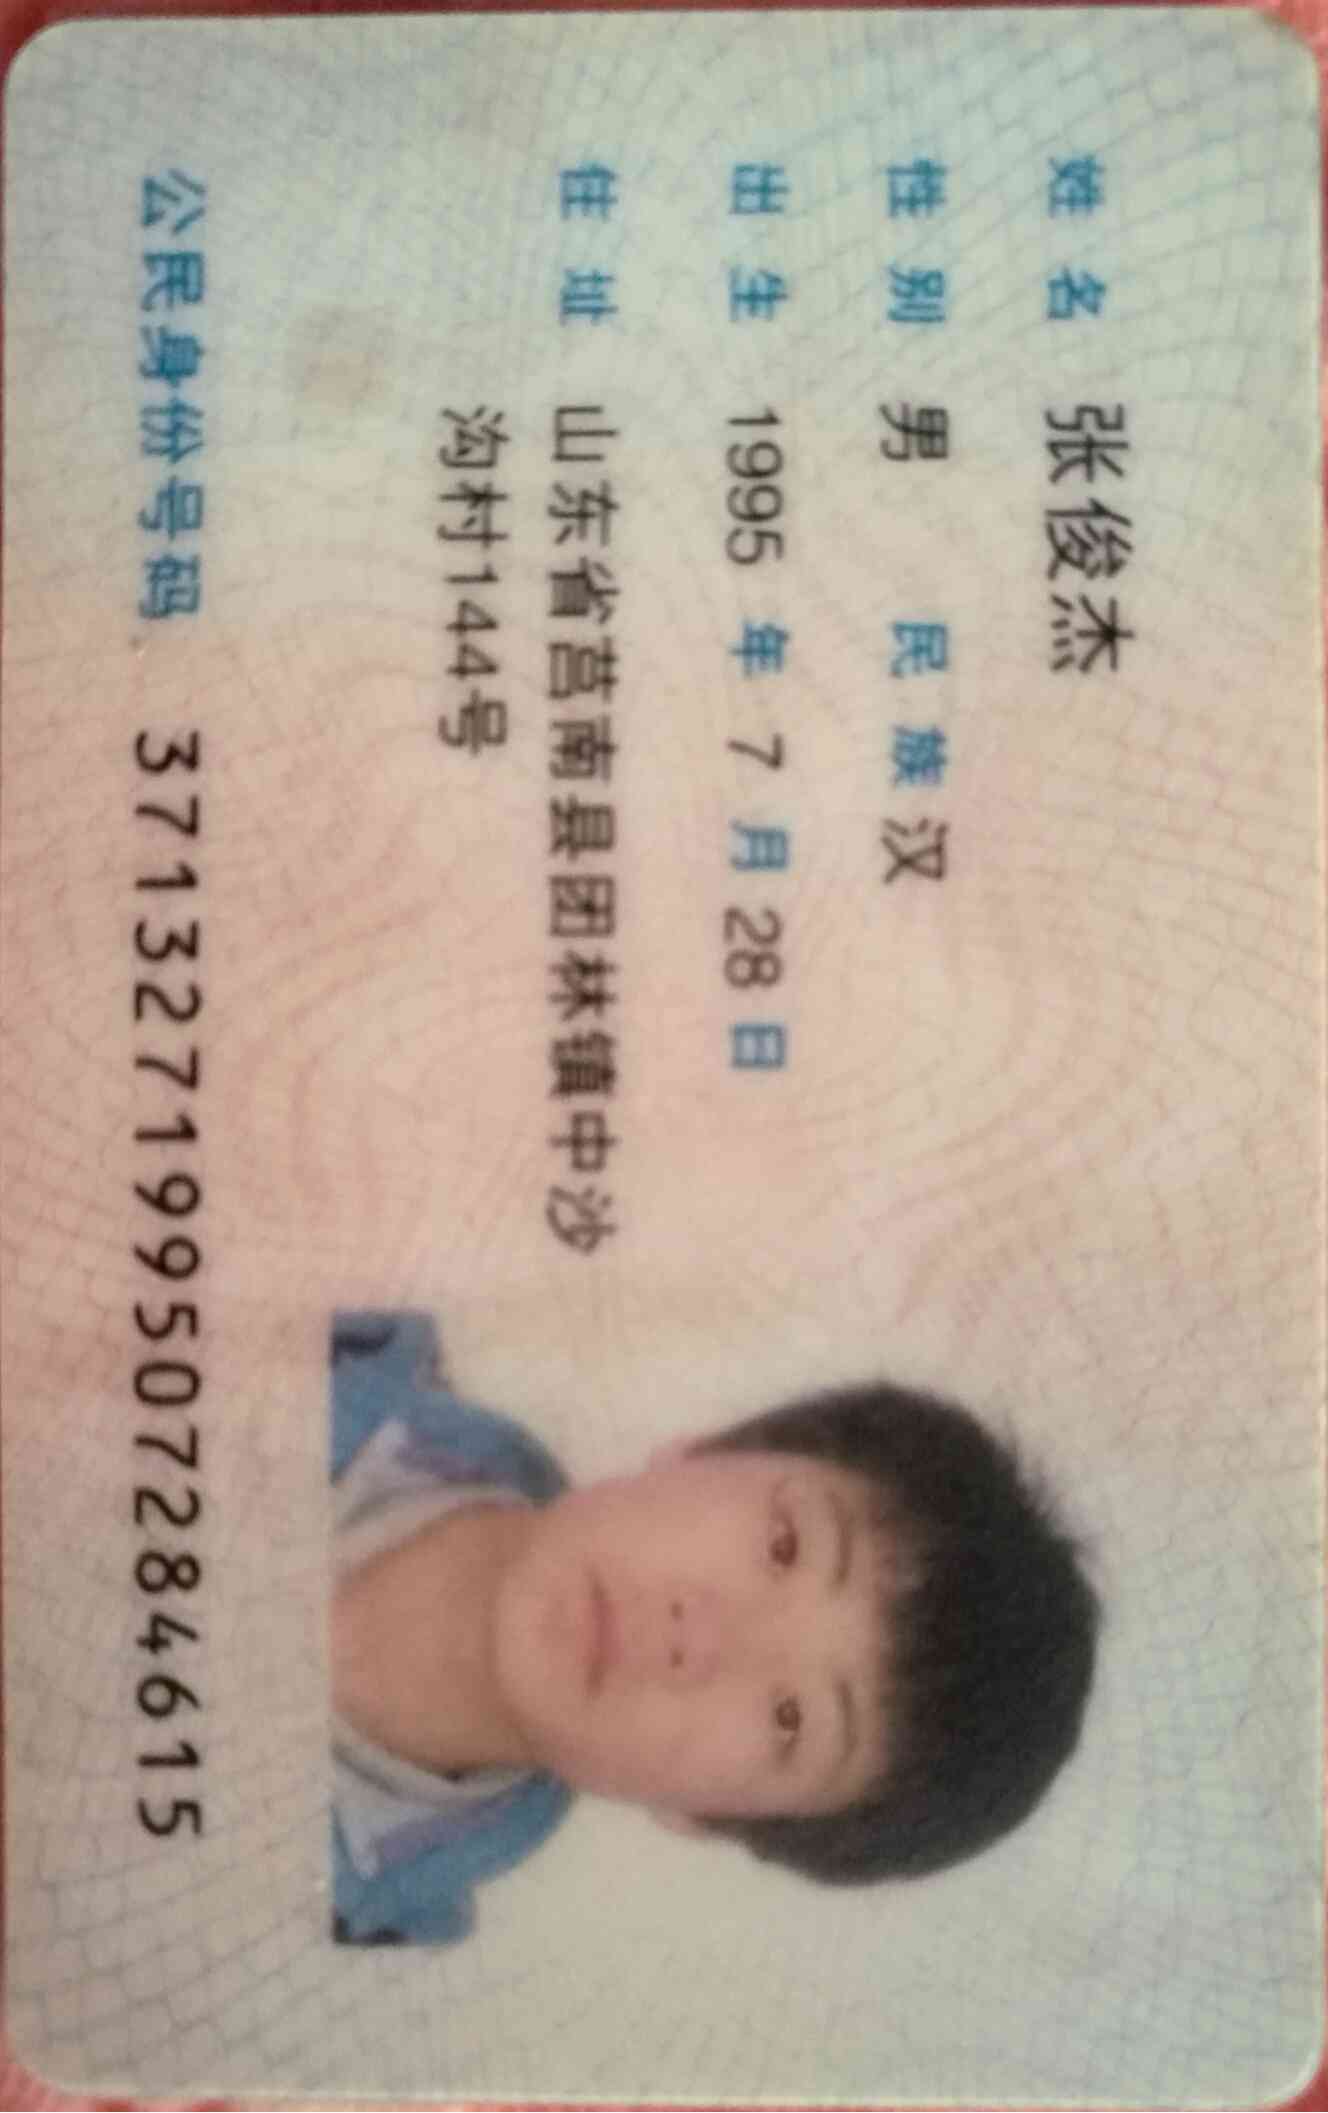 姓名 张俊杰
性别 男 民族 汉
出生 1995 年 7 月 28 日
住址 山东省莒南县团林镇中沙
沟村144号
公民身份号码 371327199507284615